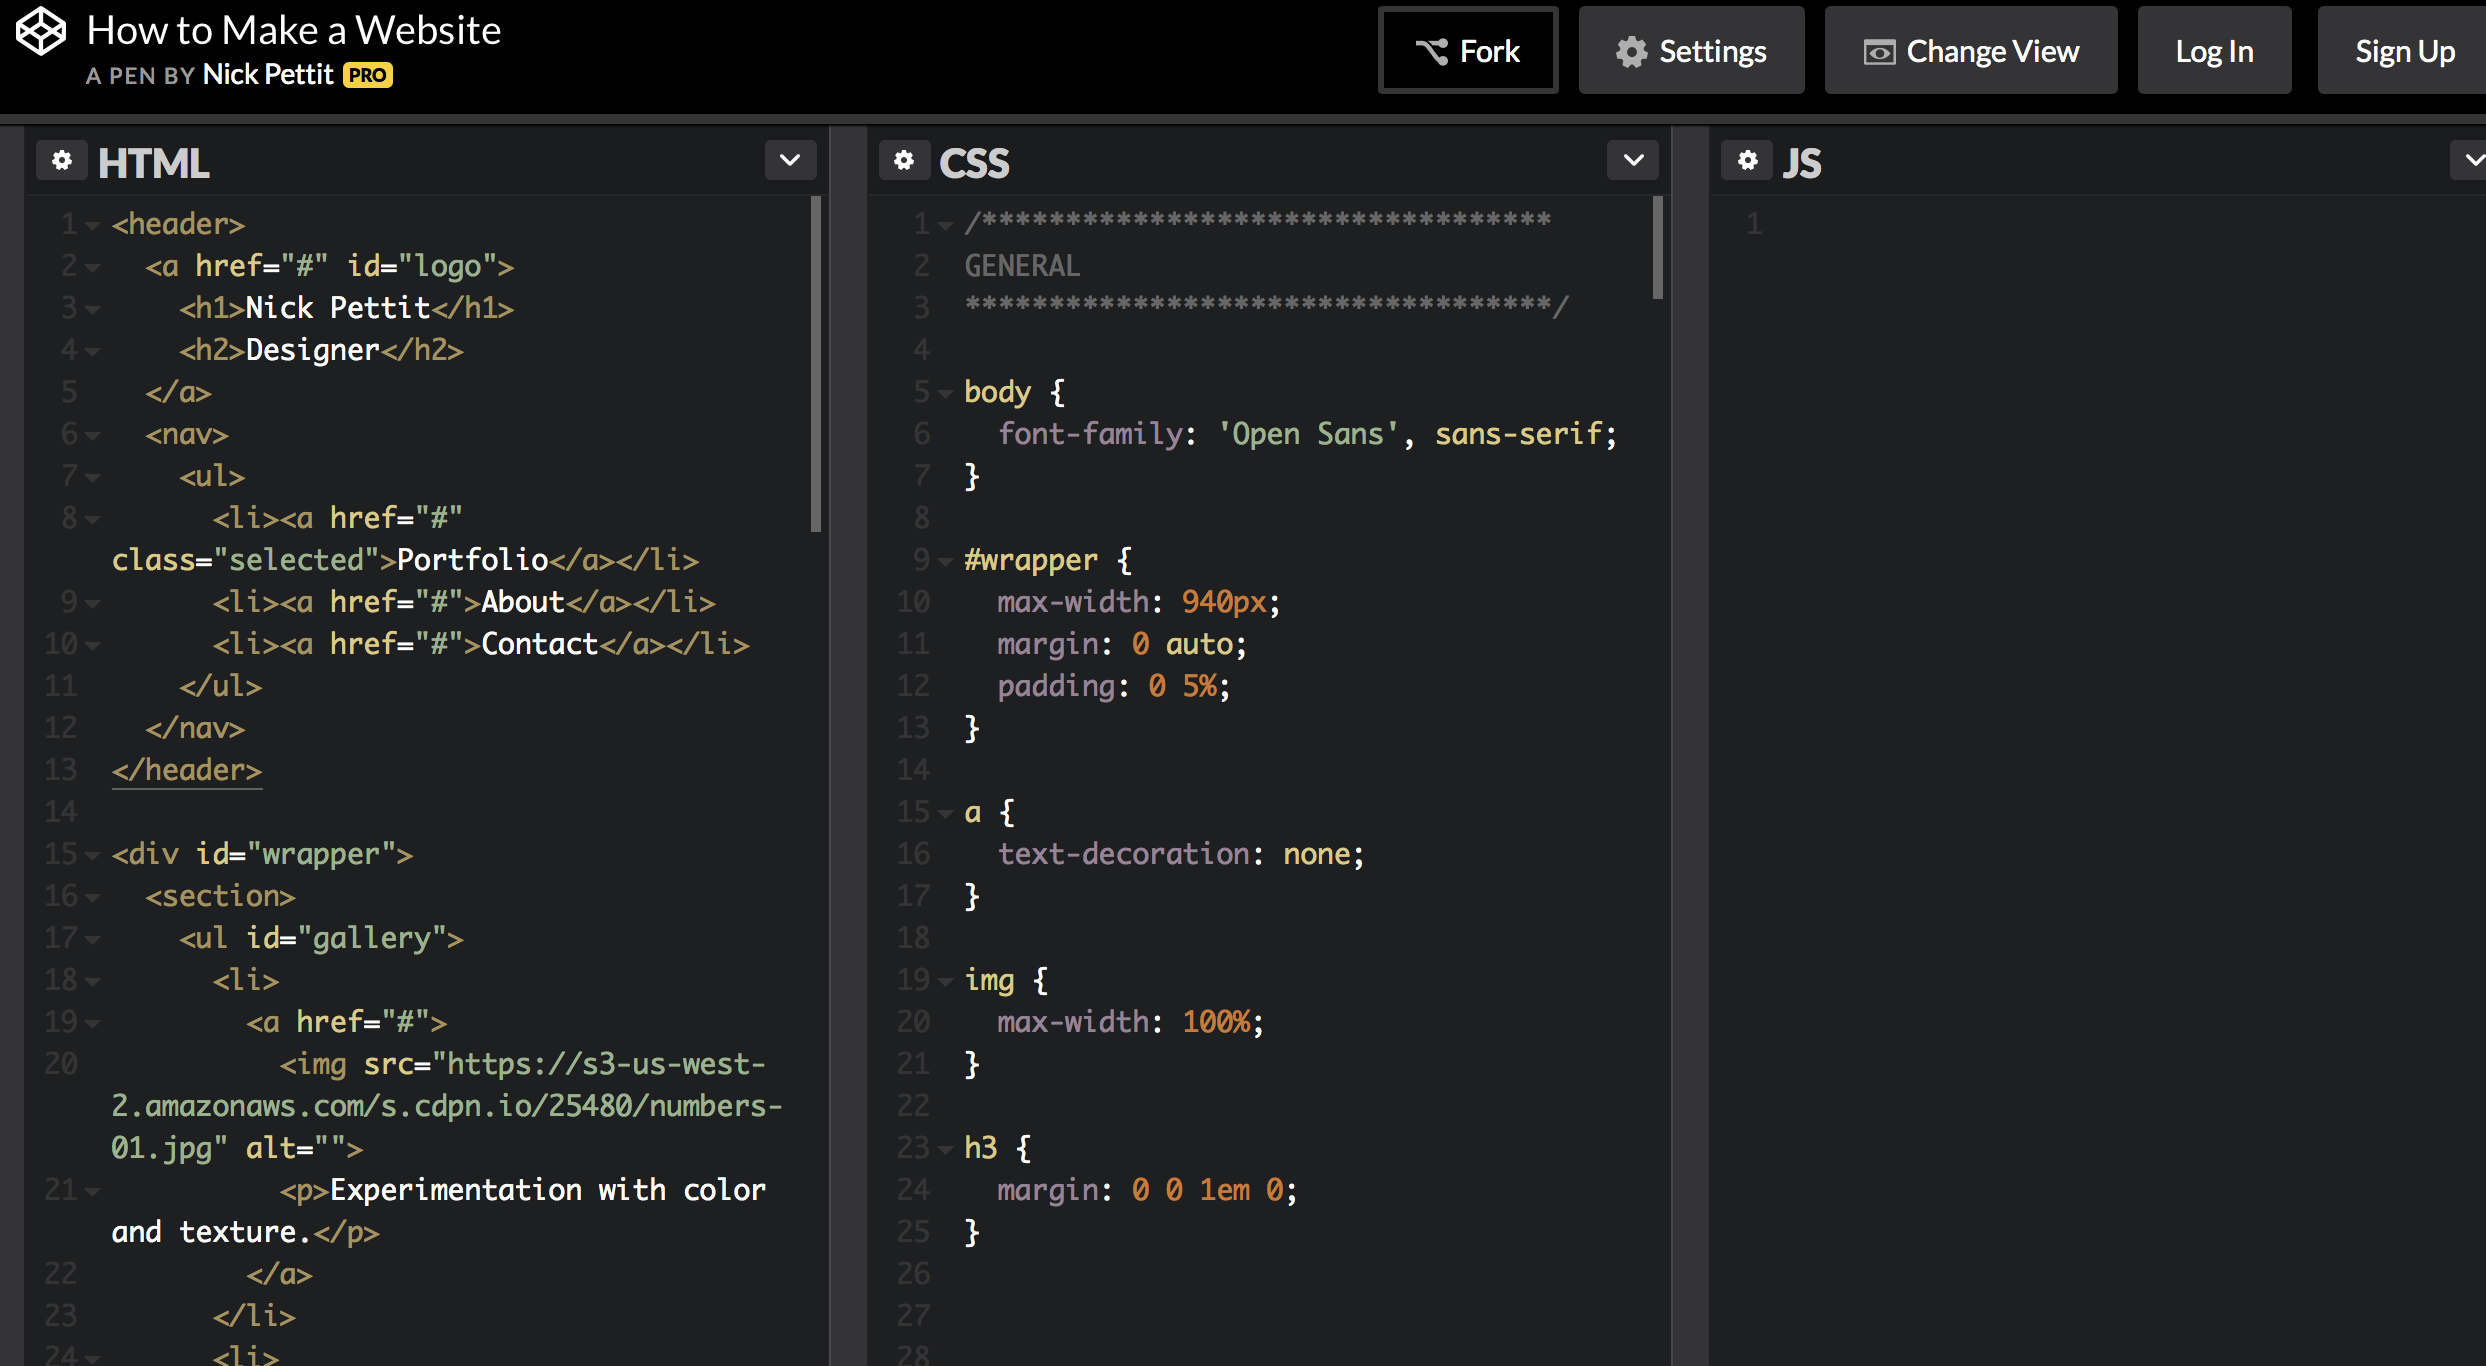 How to Make a Website
A PEN BY Nick Pettit PRO
Fork
Settings
Change View
Log In
Sign Up
HTML
1 <header>
2   <a href="#" id="logo">
3     <h1>Nick Pettit</h1>
4     <h2>Designer</h2>
5   </a>
6   <nav>
7     <ul>
8       <li><a href="#"
class="selected">Portfolio</a></li>
9       <li><a href="#">About</a></li>
10       <li><a href="#">Contact</a></li>
11     </ul>
12   </nav>
13 </header>
14
15 <div id="wrapper">
16   <section>
17     <ul id="gallery">
18       <li>
19         <a href="#">
20           <img src="https://s3-us-west-
2.amazonaws.com/s.cdpn.io/25480/numbers-
01.jpg" alt="">
21           <p>Experimentation with color
and texture.</p>
22         </a>
23       </li>
24       <li>
CSS
1 /**********************************
2 GENERAL
3 ***********************************/
4
5 body {
6   font-family: 'Open Sans', sans-serif;
7 }
8
9 #wrapper {
10   max-width: 940px;
11   margin: 0 auto;
12   padding: 0 5%;
13 }
14
15 a {
16   text-decoration: none;
17 }
18
19 img {
20   max-width: 100%;
21 }
22
23 h3 {
24   margin: 0 0 1em 0;
25 }
26
27
28
JS
1